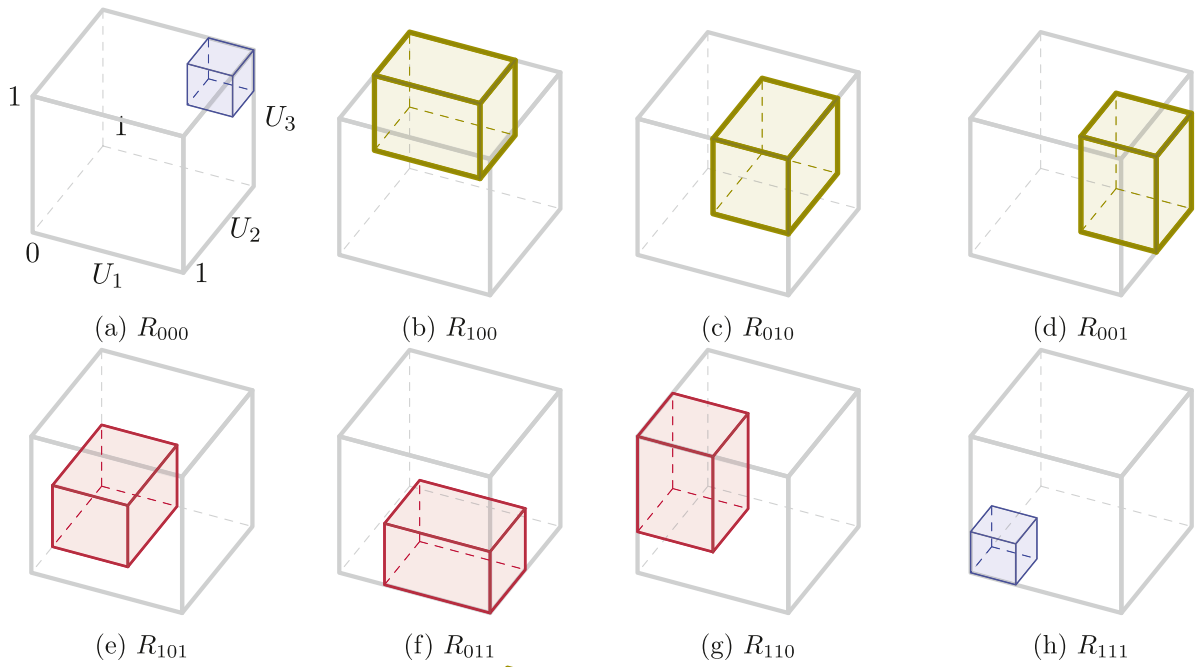 1
1
U₃
U₂
0
U₁
1
(a) R₀₀₀
(b) R₁₀₀
(c) R₀₁₀
(d) R₀₀₁
(e) R₁₀₁
(f) R₀₁₁
(g) R₁₁₀
(h) R₁₁₁